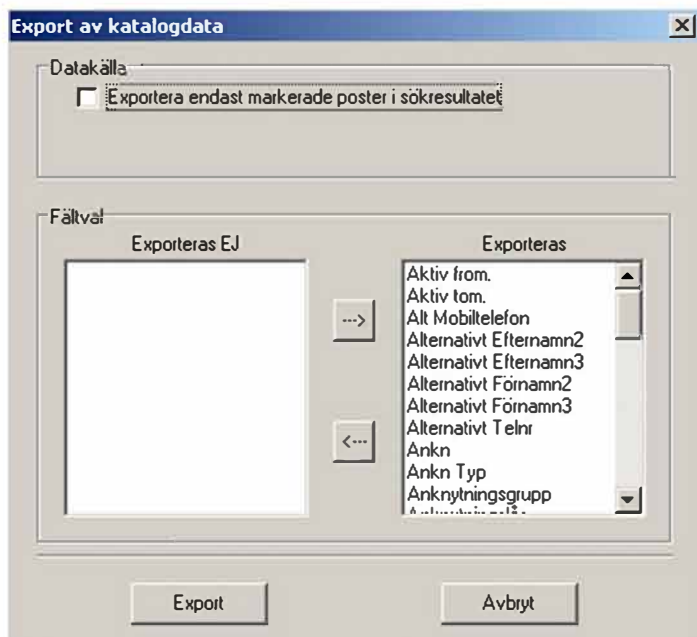 Export av katalogdata
Datakälla
Exportera endast markerade poster i sökresultatet
Fältval
Exporteras EJ
Exporteras
Aktiv from.
Aktiv tom.
Alt Mobiltelefon
Alternativt Efternamn2
Alternativt Efternamn3
Alternativt Förnamn2
Alternativt Förnamn3
Alternativt Telnr
Ankn
Ankn Typ
Anknytningsgrupp
--->
<---
Export
Avbryt